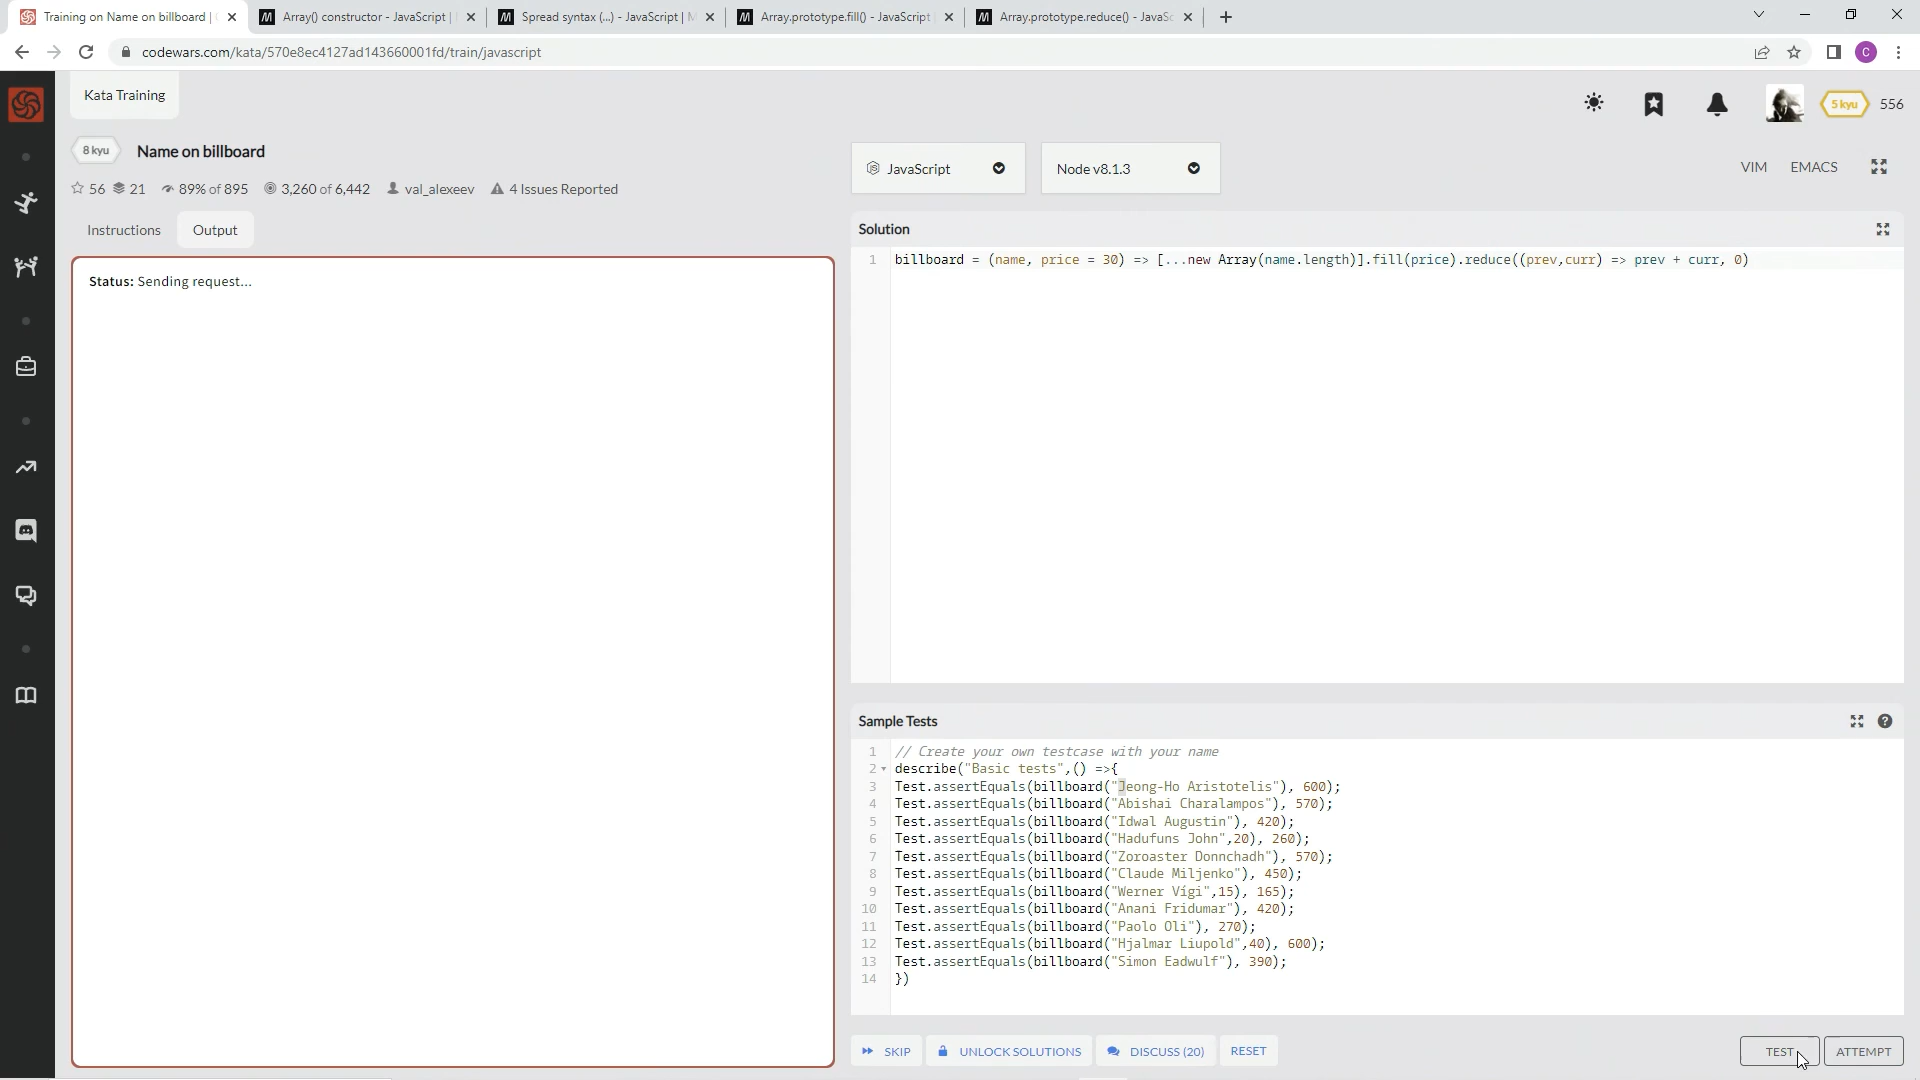 Training on Name on billboard |
Array() constructor - JavaScript |
Spread syntax (...) - JavaScript | M
Array.prototype.fill() - JavaScript
Array.prototype.reduce() - JavaSc
codewars.com/kata/570e8ec4127ad143660001fd/train/javascript
C
Kata Training
5 kyu 556
8 kyu Name on billboard
56 21 89% of 895 3,260 of 6,442 val_alexeev 4 Issues Reported
JavaScript
Node v8.1.3
VIM EMACS
Instructions Output
Status: Sending request...
Solution
1 billboard = (name, price = 30) => [...new Array(name.length)].fill(price).reduce((prev,curr) => prev + curr, 0)
Sample Tests
1 // Create your own testcase with your name
2 describe("Basic tests",() =>{
3 Test.assertEquals(billboard("Jeong-Ho Aristotelis"), 600);
4 Test.assertEquals(billboard("Abishai Charalampos"), 570);
5 Test.assertEquals(billboard("Idwal Augustin"), 420);
6 Test.assertEquals(billboard("Hadufuns John",20), 260);
7 Test.assertEquals(billboard("Zoroaster Donnchadh"), 570);
8 Test.assertEquals(billboard("Claude Miljenko"), 450);
9 Test.assertEquals(billboard("Werner Vígi",15), 165);
10 Test.assertEquals(billboard("Anani Fridumar"), 420);
11 Test.assertEquals(billboard("Paolo Oli"), 270);
12 Test.assertEquals(billboard("Hjalmar Liupold",40), 600);
13 Test.assertEquals(billboard("Simon Eadwulf"), 390);
14 })
SKIP UNLOCK SOLUTIONS DISCUSS (20) RESET
TEST ATTEMPT